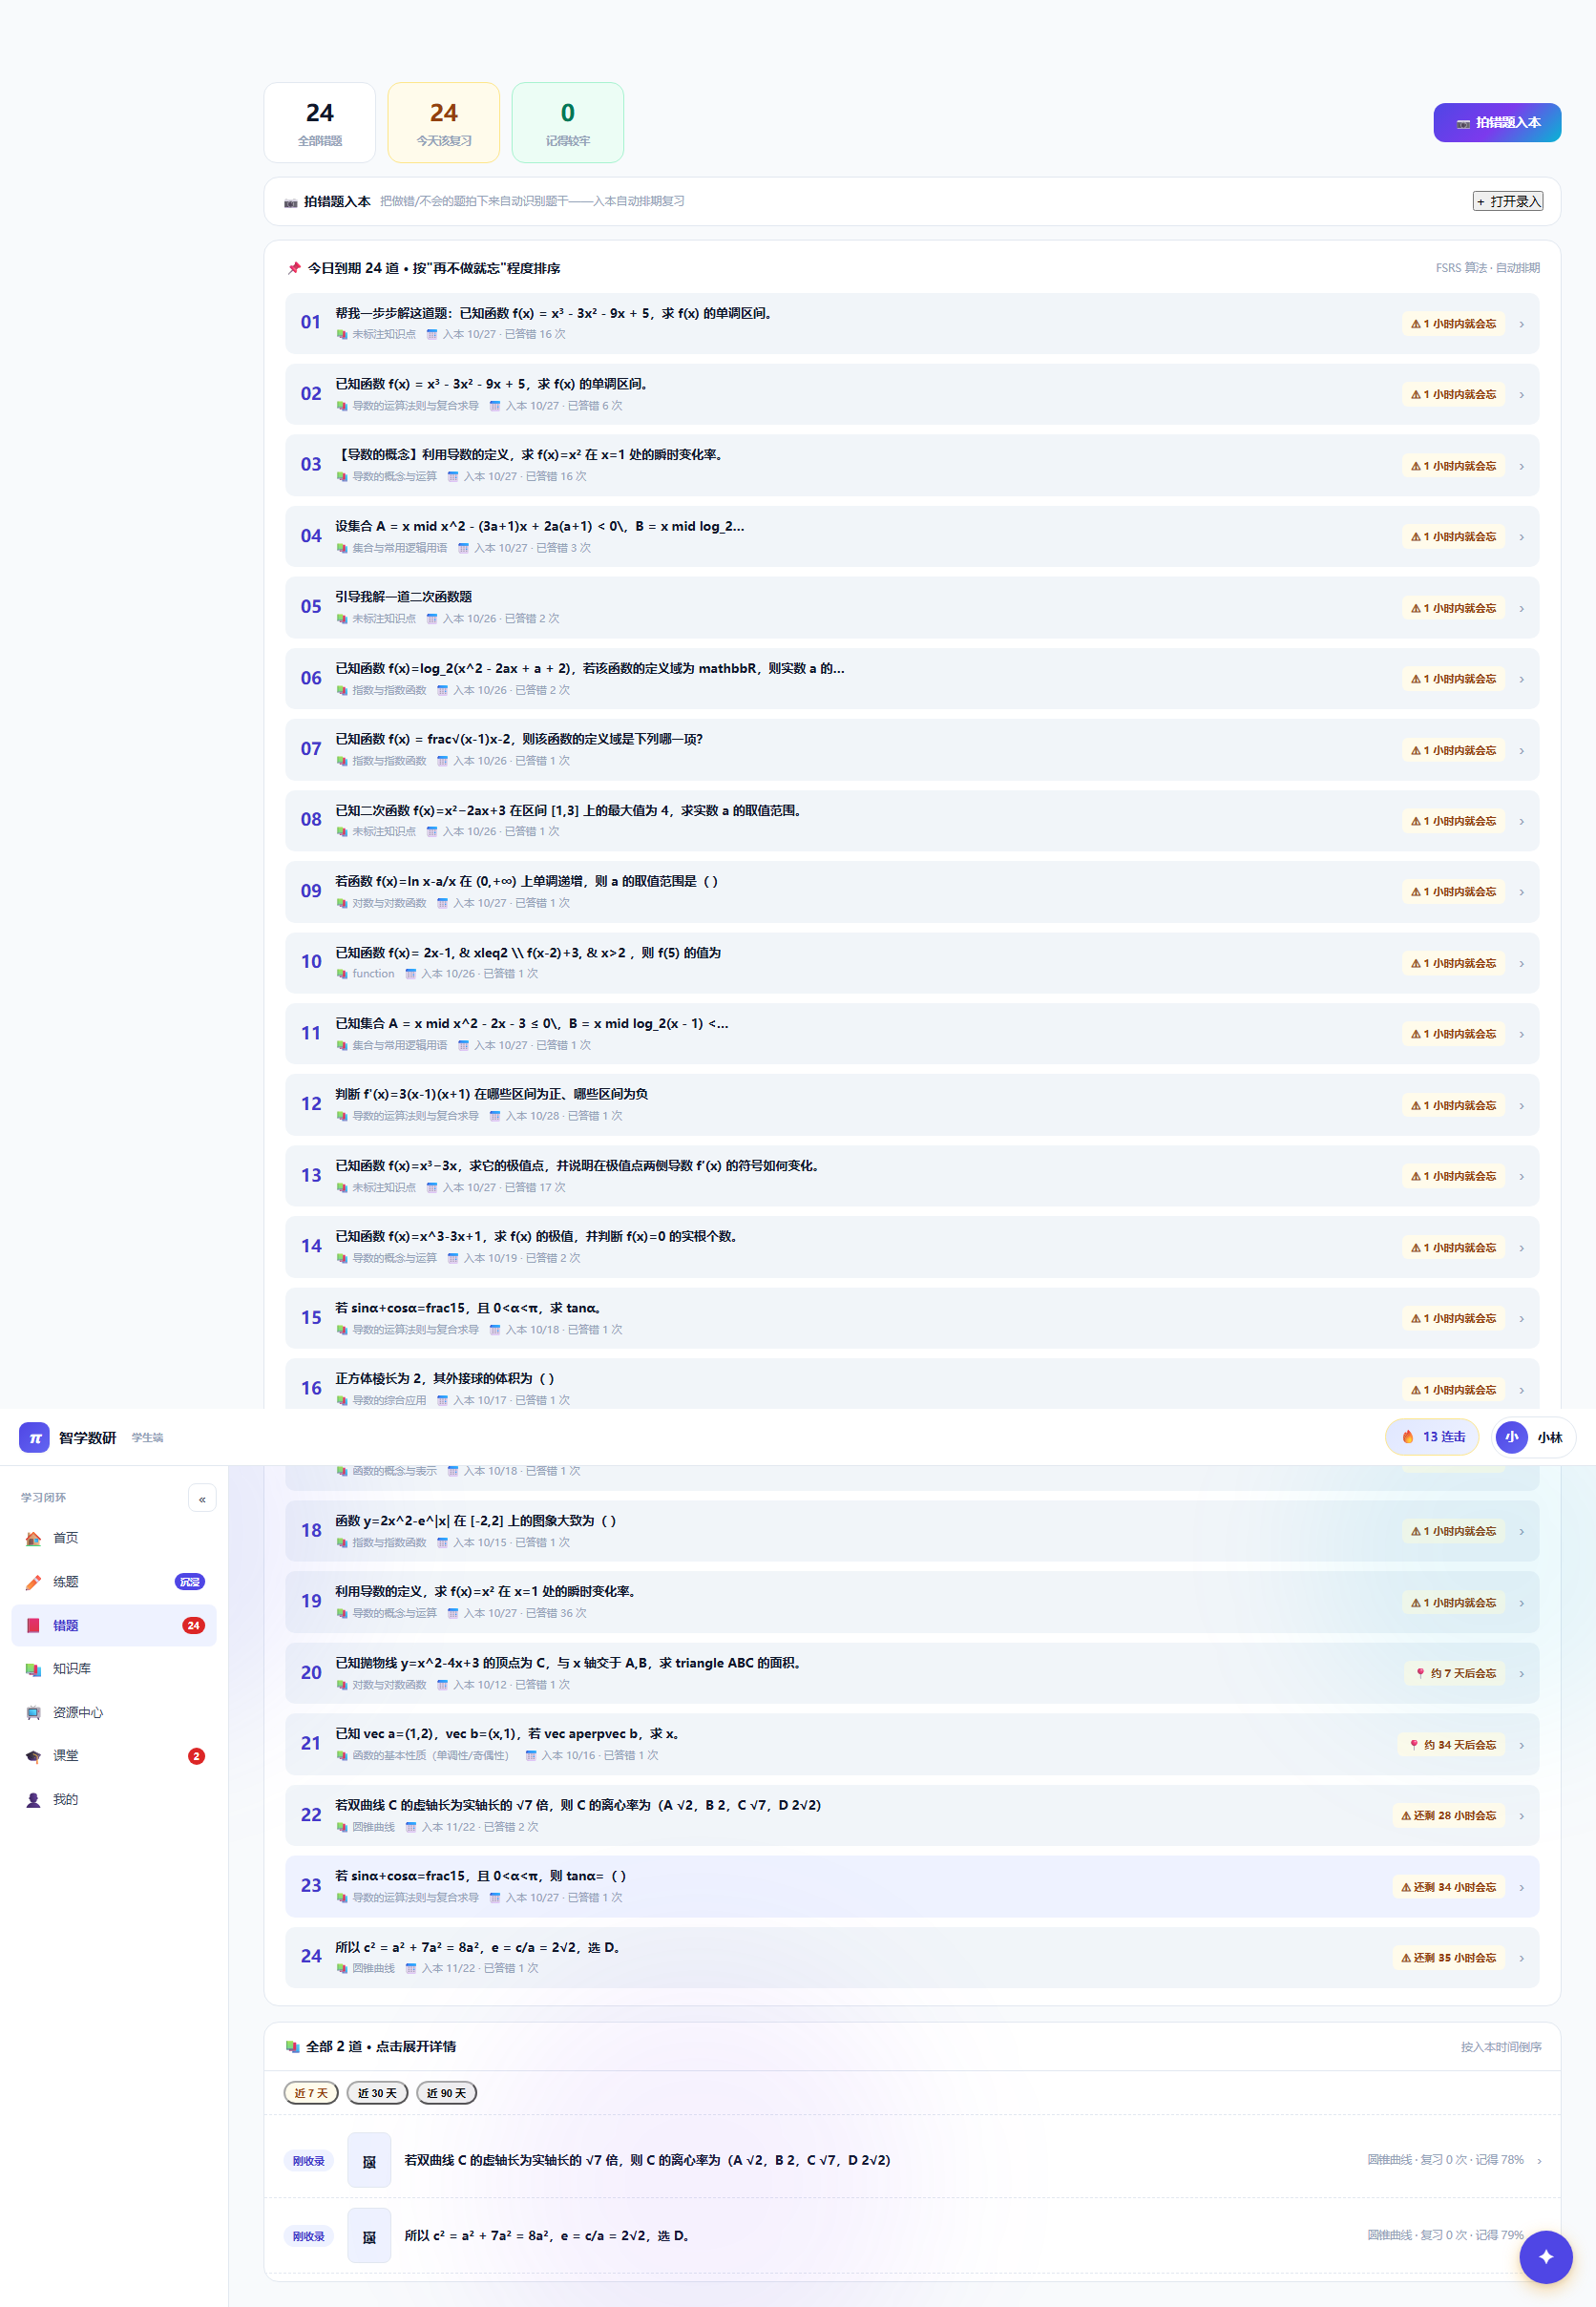 24
全部错题
24
今天该复习
0
记得较牢
拍错题入本
拍错题入本 把做错/不会的题拍下来自动识别题干——入本自动排期复习
+ 打开录入
今日到期 24 道 • 按"再不做就忘"程度排序
FSRS 算法 · 自动排期
01 帮我一步步解这道题：已知函数 f(x) = x³ - 3x² - 9x + 5，求 f(x) 的单调区间。
未标注知识点 入本 10/27 · 已答错 16 次
⚠ 1 小时内就会忘 ›
02 已知函数 f(x) = x³ - 3x² - 9x + 5，求 f(x) 的单调区间。
导数的运算法则与复合求导 入本 10/27 · 已答错 6 次
⚠ 1 小时内就会忘 ›
03 【导数的概念】利用导数的定义，求 f(x)=x² 在 x=1 处的瞬时变化率。
导数的概念与运算 入本 10/27 · 已答错 16 次
⚠ 1 小时内就会忘 ›
04 设集合 A = x mid x^2 - (3a+1)x + 2a(a+1) < 0\, B = x mid log_2...
集合与常用逻辑用语 入本 10/27 · 已答错 3 次
⚠ 1 小时内就会忘 ›
05 引导我解一道二次函数题
未标注知识点 入本 10/26 · 已答错 2 次
⚠ 1 小时内就会忘 ›
06 已知函数 f(x)=log_2(x^2 - 2ax + a + 2)，若该函数的定义域为 mathbbR，则实数 a 的...
指数与指数函数 入本 10/26 · 已答错 2 次
⚠ 1 小时内就会忘 ›
07 已知函数 f(x) = frac√(x-1)x-2，则该函数的定义域是下列哪一项?
指数与指数函数 入本 10/26 · 已答错 1 次
⚠ 1 小时内就会忘 ›
08 已知二次函数 f(x)=x²−2ax+3 在区间 [1,3] 上的最大值为 4，求实数 a 的取值范围。
未标注知识点 入本 10/26 · 已答错 1 次
⚠ 1 小时内就会忘 ›
09 若函数 f(x)=ln x-a/x 在 (0,+∞) 上单调递增，则 a 的取值范围是（ ）
对数与对数函数 入本 10/27 · 已答错 1 次
⚠ 1 小时内就会忘 ›
10 已知函数 f(x)= 2x-1, & xleq2 \\ f(x-2)+3, & x>2 ，则 f(5) 的值为
function 入本 10/26 · 已答错 1 次
⚠ 1 小时内就会忘 ›
11 已知集合 A = x mid x^2 - 2x - 3 ≤ 0\, B = x mid log_2(x - 1) <...
集合与常用逻辑用语 入本 10/27 · 已答错 1 次
⚠ 1 小时内就会忘 ›
12 判断 f'(x)=3(x-1)(x+1) 在哪些区间为正、哪些区间为负
导数的运算法则与复合求导 入本 10/28 · 已答错 1 次
⚠ 1 小时内就会忘 ›
13 已知函数 f(x)=x³−3x，求它的极值点，并说明在极值点两侧导数 f′(x) 的符号如何变化。
未标注知识点 入本 10/27 · 已答错 17 次
⚠ 1 小时内就会忘 ›
14 已知函数 f(x)=x^3-3x+1，求 f(x) 的极值，并判断 f(x)=0 的实根个数。
导数的概念与运算 入本 10/19 · 已答错 2 次
⚠ 1 小时内就会忘 ›
15 若 sinα+cosα=frac15，且 0<α<π，求 tanα。
导数的运算法则与复合求导 入本 10/18 · 已答错 1 次
⚠ 1 小时内就会忘 ›
16 正方体棱长为 2，其外接球的体积为（ ）
导数的综合应用 入本 10/17 · 已答错 1 次
⚠ 1 小时内就会忘 ›
π 智学数研 学生端
13 连击
小 小林
函数的概念与表示 入本 10/18 · 已答错 1 次
学习闭环 «
首页
练题 沉浸
错题 24
知识库
资源中心
课堂 2
我的
18 函数 y=2x^2-e^|x| 在 [-2,2] 上的图象大致为（ ）
指数与指数函数 入本 10/15 · 已答错 1 次
⚠ 1 小时内就会忘 ›
19 利用导数的定义，求 f(x)=x² 在 x=1 处的瞬时变化率。
导数的概念与运算 入本 10/27 · 已答错 36 次
⚠ 1 小时内就会忘 ›
20 已知抛物线 y=x^2-4x+3 的顶点为 C，与 x 轴交于 A,B，求 triangle ABC 的面积。
对数与对数函数 入本 10/12 · 已答错 1 次
约 7 天后会忘 ›
21 已知 vec a=(1,2)，vec b=(x,1)，若 vec aperpvec b，求 x。
函数的基本性质（单调性/奇偶性） 入本 10/16 · 已答错 1 次
约 34 天后会忘 ›
22 若双曲线 C 的虚轴长为实轴长的 √7 倍，则 C 的离心率为（A √2，B 2，C √7，D 2√2）
圆锥曲线 入本 11/22 · 已答错 2 次
⚠ 还剩 28 小时会忘 ›
23 若 sinα+cosα=frac15，且 0<α<π，则 tanα=（ ）
导数的运算法则与复合求导 入本 10/27 · 已答错 1 次
⚠ 还剩 34 小时会忘 ›
24 所以 c² = a² + 7a² = 8a²，e = c/a = 2√2，选 D。
圆锥曲线 入本 11/22 · 已答错 1 次
⚠ 还剩 35 小时会忘 ›
全部 2 道 • 点击展开详情
按入本时间倒序
近 7 天 近 30 天 近 90 天
刚收录 若双曲线 C 的虚轴长为实轴长的 √7 倍，则 C 的离心率为（A √2，B 2，C √7，D 2√2）
圆锥曲线 · 复习 0 次 · 记得 78% ›
刚收录 所以 c² = a² + 7a² = 8a²，e = c/a = 2√2，选 D。
圆锥曲线 · 复习 0 次 · 记得 79%